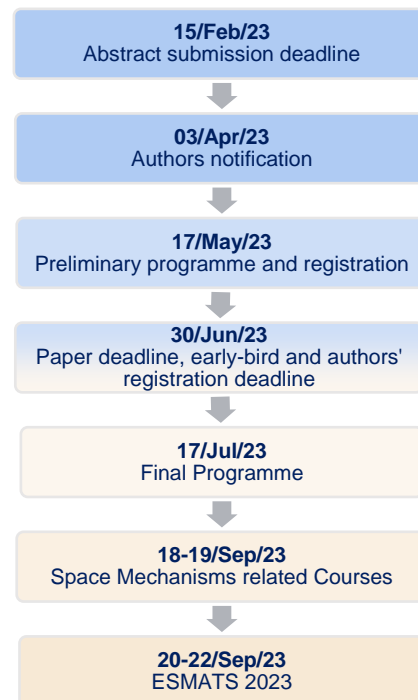 15/Feb/23
Abstract submission deadline
03/Apr/23
Authors notification
17/May/23
Preliminary programme and registration
30/Jun/23
Paper deadline, early-bird and authors'
registration deadline
17/Jul/23
Final Programme
18-19/Sep/23
Space Mechanisms related Courses
20-22/Sep/23
ESMATS 2023